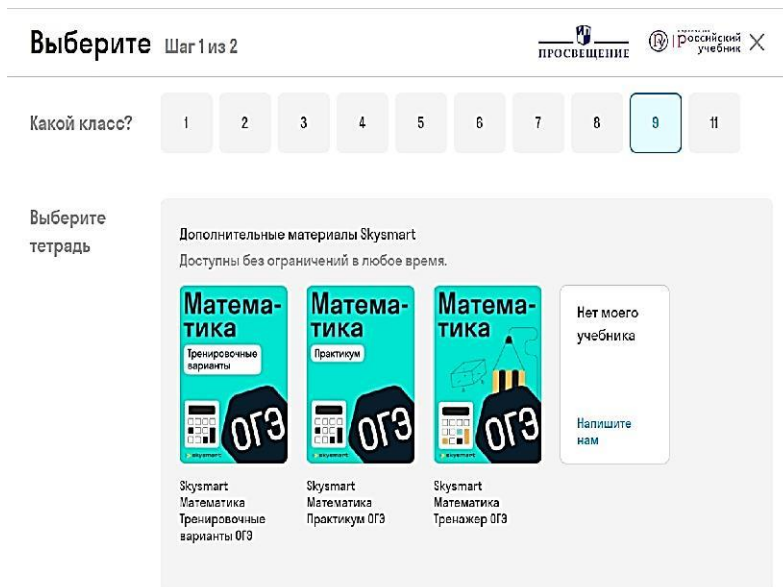 Выберите Шаг 1 из 2
ПРОСВЕЩЕНИЕ
российский
учебник
Какой класс?
1 2 3 4 5 6 7 8 9 11
Выберите
тетрадь
Дополнительные материалы Skysmart
Доступны без ограничений в любое время.
Матема-
тика
Тренировочные
варианты
ОГЭ
skysmart
Матема-
тика
Практикум
ОГЭ
skysmart
Матема-
тика
ОГЭ
skysmart
Нет моего
учебника
Напишите
нам
Skysmart
Математика
Тренировочные
варианты ОГЭ
Skysmart
Математика
Практикум ОГЭ
Skysmart
Математика
Тренажер ОГЭ